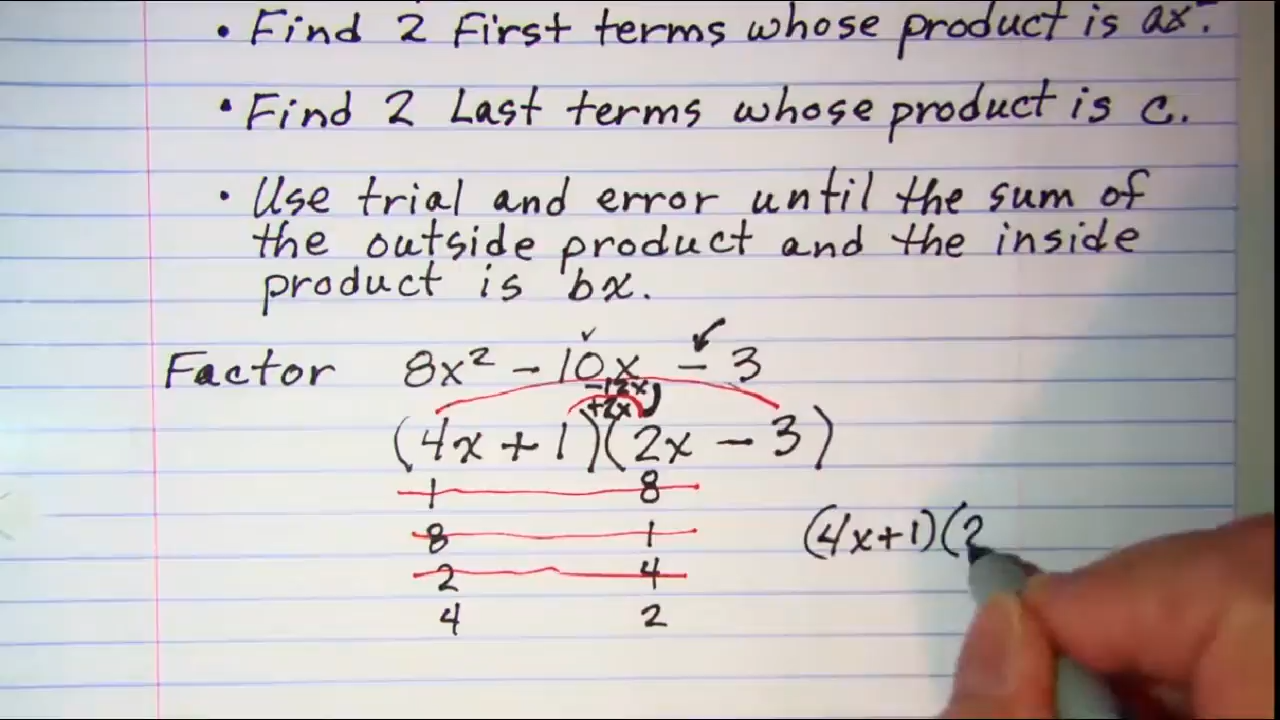 • Find 2 First terms whose product is ax².
• Find 2 Last terms whose product is c.
• Use trial and error until the sum of
the outside product and the inside
product is bx.
Factor 8x² - 10x - 3
-12x
+2x
(4x + 1)(2x - 3)
1 8
8 1
(4x+1)(2
2 4
4 2